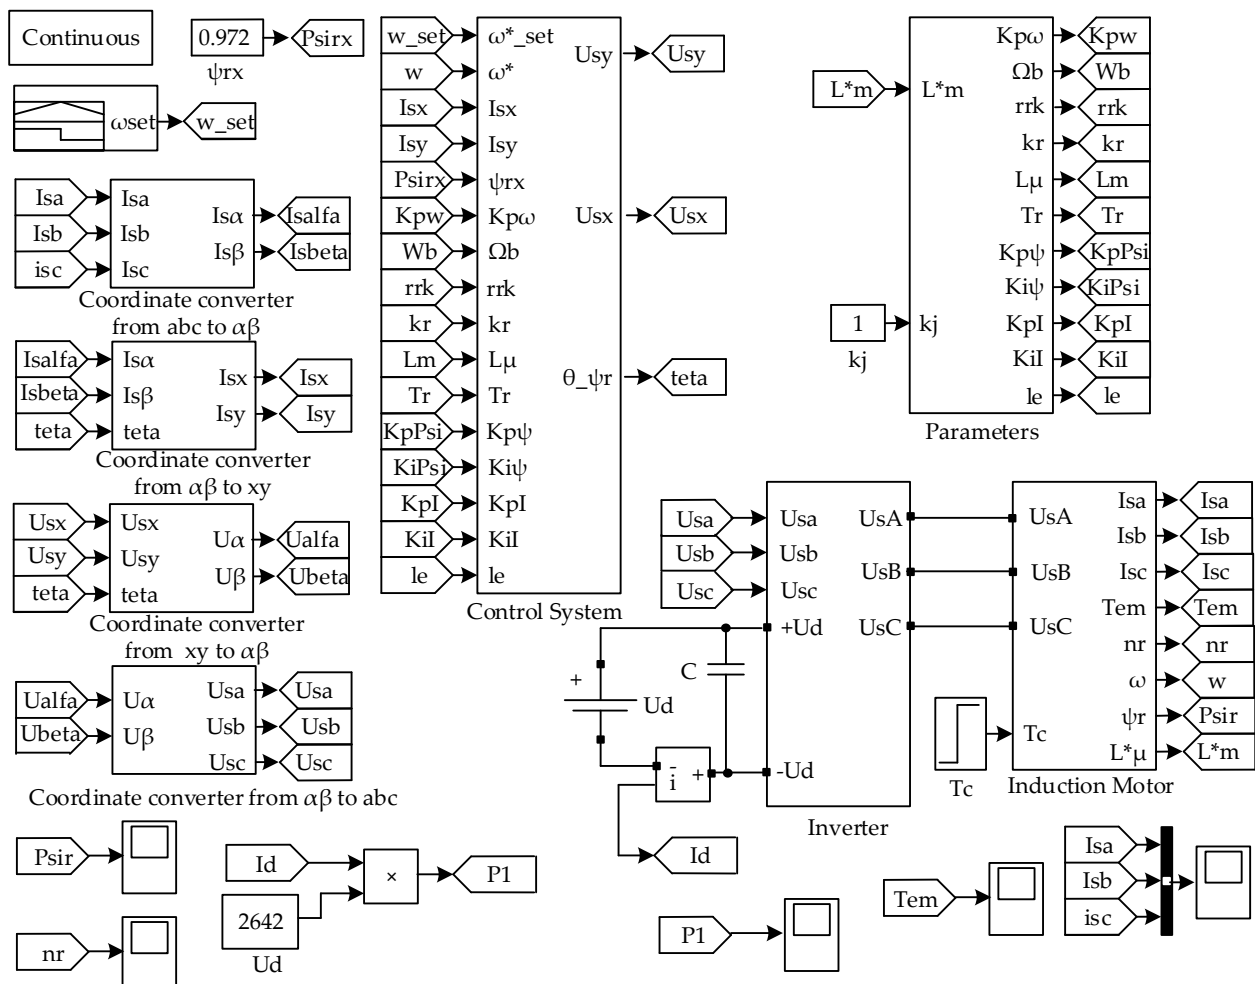 Continuous
0.972
Psirx
ψrx
ωset
w_set
Isa
Isb
isc
Isa
Isb
Isc
Isα
Isβ
Isalfa
Isbeta
Coordinate converter
from abc to αβ
Isalfa
Isbeta
teta
Isα
Isβ
teta
Isx
Isy
Isx
Isy
Coordinate converter
from αβ to xy
Usx
Usy
teta
Usx
Usy
teta
Uα
Uβ
Ualfa
Ubeta
Coordinate converter
from xy to αβ
Ualfa
Ubeta
Uα
Uβ
Usa
Usb
Usc
Usa
Usb
Usc
Coordinate converter from αβ to abc
w_set
w
Isx
Isy
Psirx
Kpw
Wb
rrk
kr
Lm
Tr
KpPsi
KiPsi
KpI
KiI
le
ω*_set
ω*
Isx
Isy
ψrx
Kpω
Ωb
rrk
kr
Lμ
Tr
Kpψ
Kiψ
KpI
KiI
le
Usy
Usx
θ_ψr
Usy
Usx
teta
Control System
L*m
1
kj
L*m
kj
Kpω
Ωb
rrk
kr
Lμ
Tr
Kpψ
Kiψ
KpI
KiI
le
Kpw
Wb
rrk
kr
Lm
Tr
KpPsi
KiPsi
KpI
KiI
le
Parameters
Usa
Usb
Usc
Usa
Usb
Usc
+Ud
-Ud
UsA
UsB
UsC
Inverter
+
Ud
C
-
i
+
Id
UsA
UsB
UsC
Tc
Tc
Isa
Isb
Isc
Tem
nr
ω
ψr
L*μ
Isa
Isb
Isc
Tem
nr
w
Psir
L*m
Induction Motor
Psir
nr
Id
2642
Ud
×
P1
P1
Tem
Isa
Isb
isc